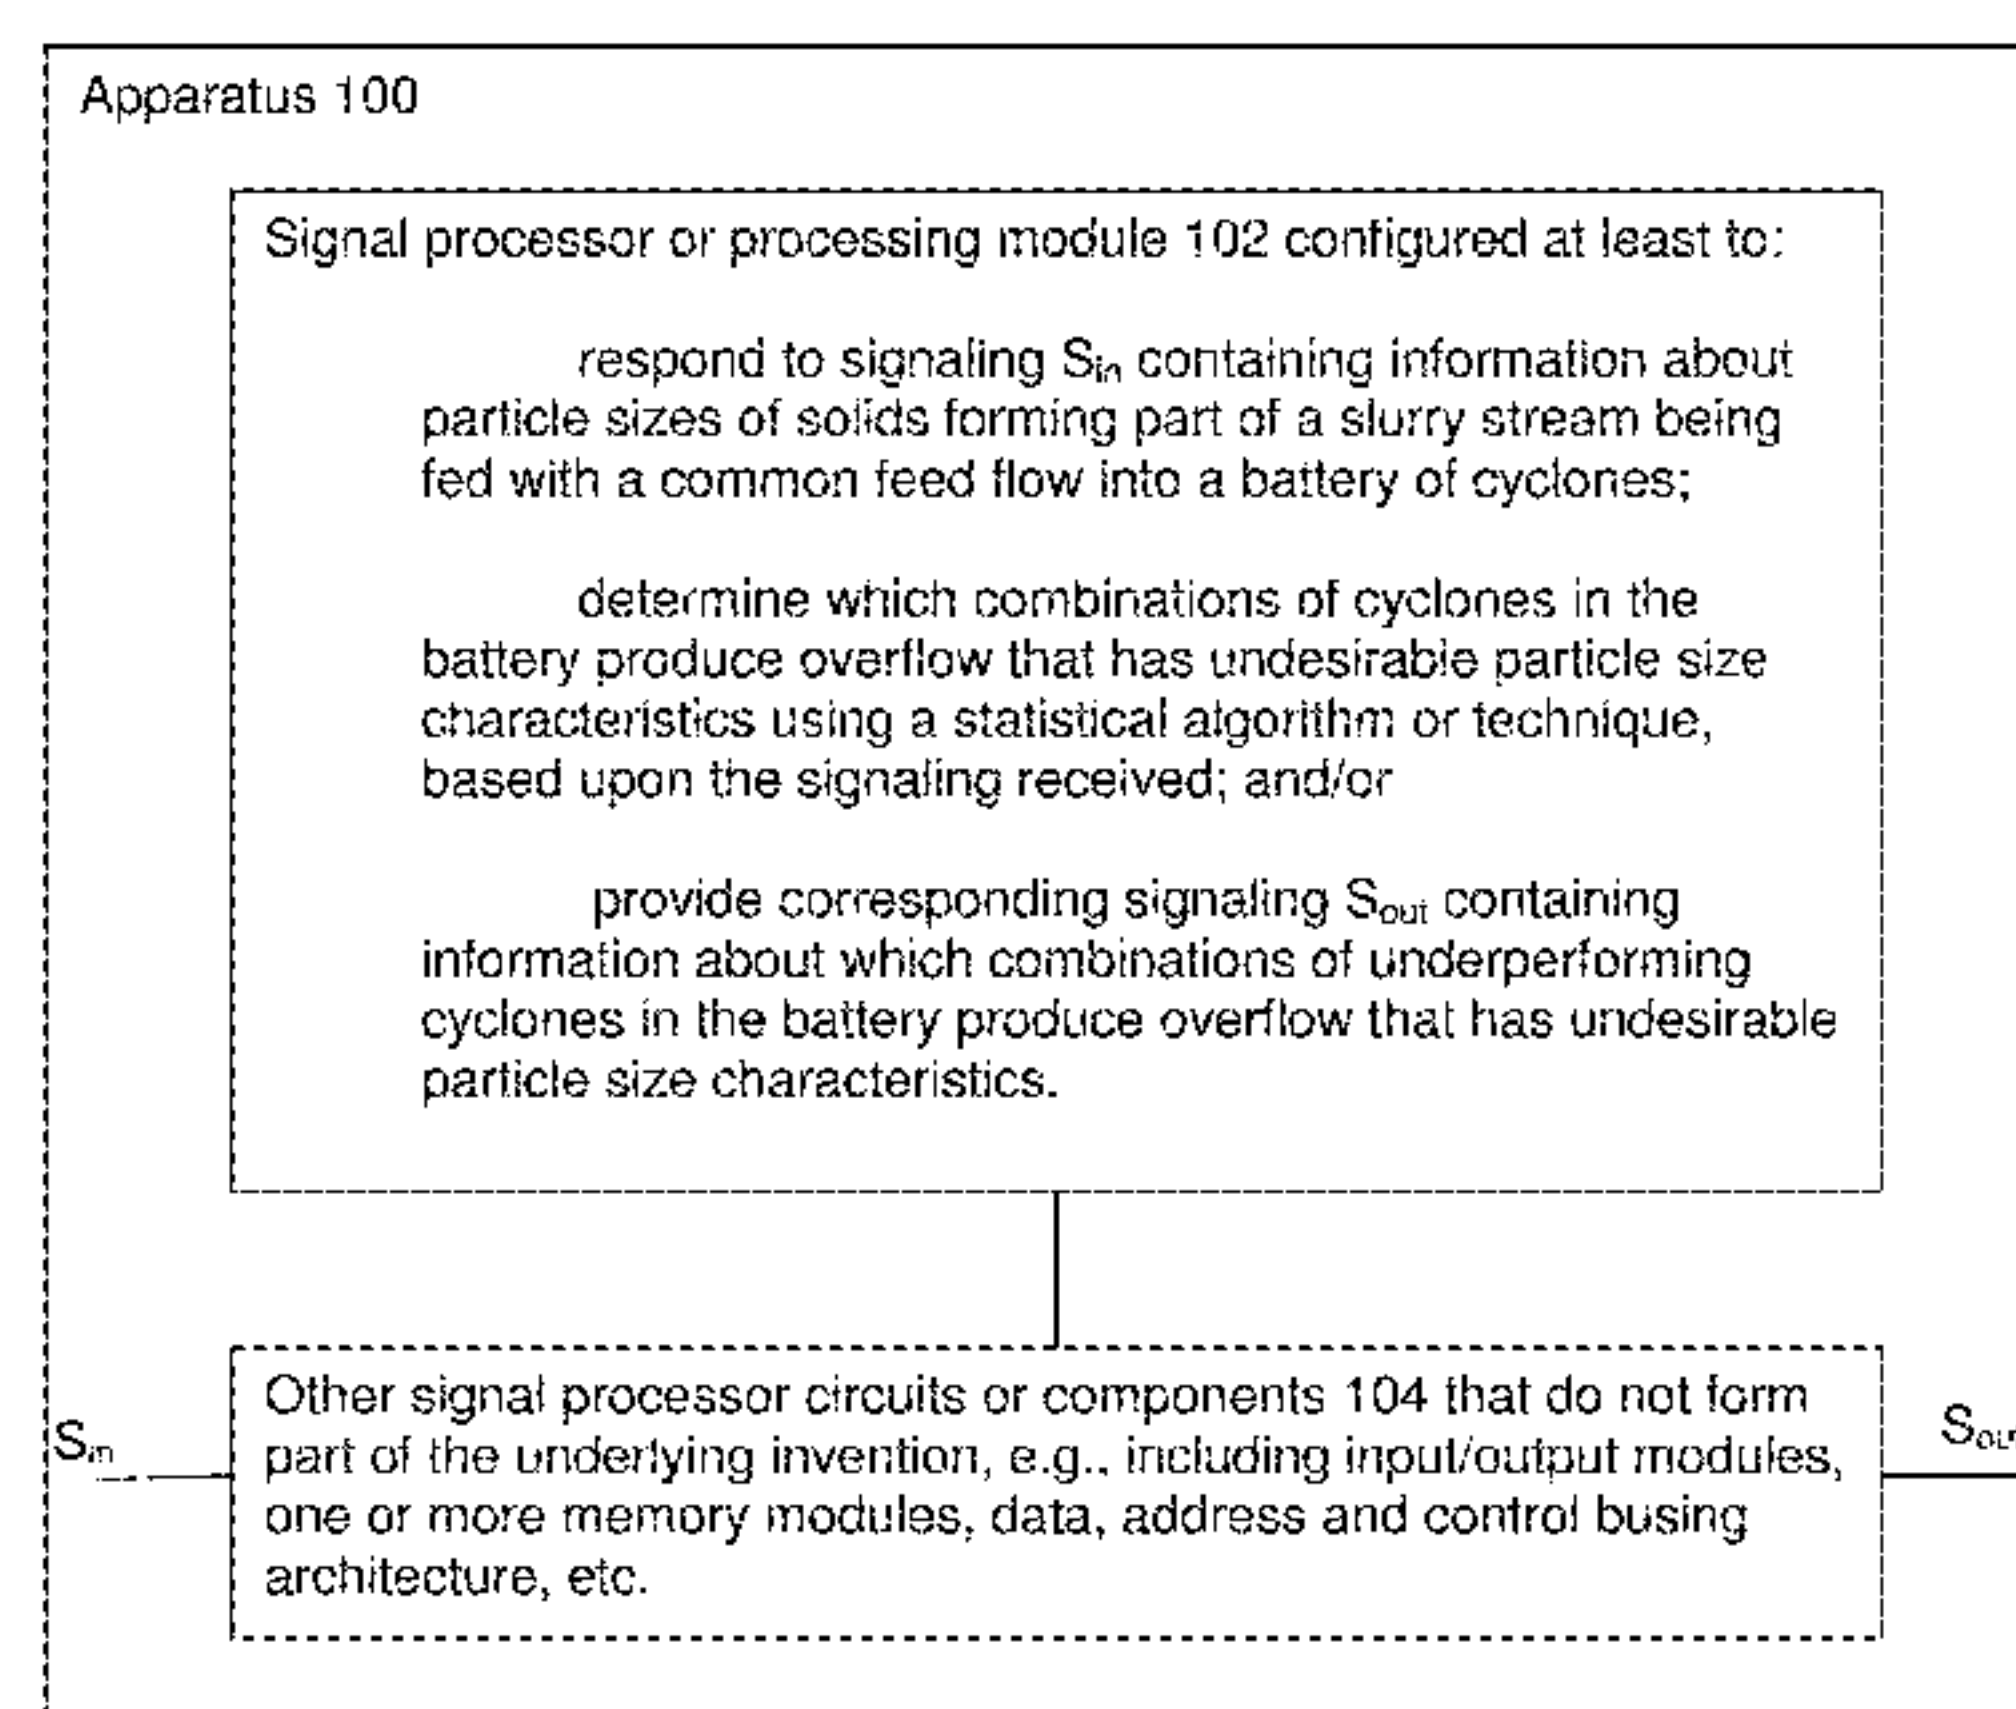 Apparatus 100
Signal processor or processing module 102 configured at least to:
respond to signaling Sin containing information about
particle sizes of solids forming part of a slurry stream being
fed with a common feed flow into a battery of cyclones;
determine which combinations of cyclones in the
battery produce overflow that has undesirable particle size
characteristics using a statistical algorithm or technique,
based upon the signaling received; and/or
provide corresponding signaling Sout containing
information about which combinations of underperforming
cyclones in the battery produce overflow that has undesirable
particle size characteristics.
Sin
Other signal processor circuits or components 104 that do not form
part of the underlying invention, e.g., including input/output modules,
one or more memory modules, data, address and control busing
architecture, etc.
Sout